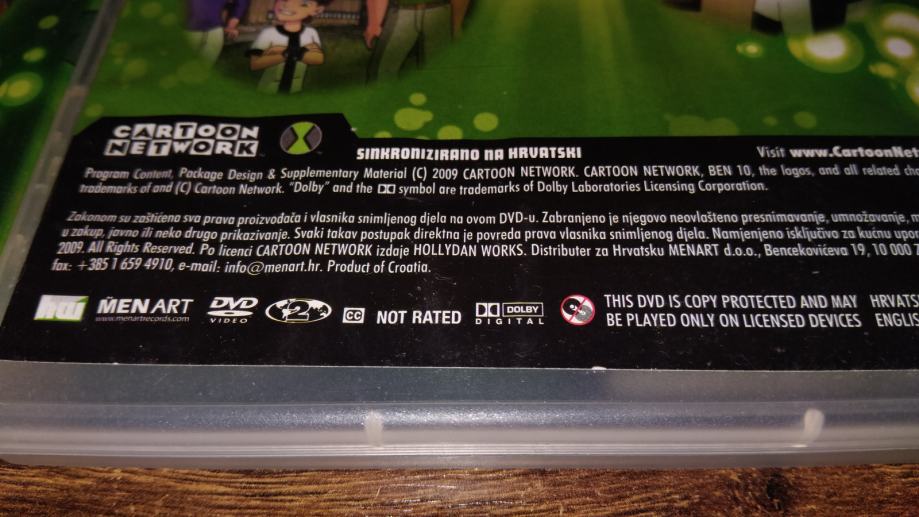 CARTOON NETWORK
SINKRONIZIRANO NA HRVATSKI
Visit www.CartoonNet
Program Content, Package Design & Supplementary Material (C) 2009 CARTOON NETWORK. CARTOON NETWORK, BEN 10, the logos, and all related cha
trademarks of and (C) Cartoon Network. "Dolby" and the symbol are trademarks of Dolby Laboratories Licensing Corporation.
Zakonom su zaštićena sva prava proizvođača i vlasnika snimljenog djela na ovom DVD-u. Zabranjeno je njegovo neovlašteno presnimavanje, umnožavanje,
u zakup, javno ili neko drugo prikazivanje. Svaki takav postupak direktna je povreda prava vlasnika snimljenog djela. Namjenjeno isključivo za kućnu upor
2009. All Rights Reserved. Po licenci CARTOON NETWORK izdaje HOLLYDAN WORKS. Distributer za Hrvatsku MENART d.o.o., Bencekovićeva 19, 10 000
fax: +385 1 659 4910, e-mail: info@menart.hr. Product of Croatia.
hai MENART www.menartrecords.com DVD VIDEO 2 CC NOT RATED DOLBY DIGITAL
THIS DVD IS COPY PROTECTED AND MAY HRVATS
BE PLAYED ONLY ON LICENSED DEVICES ENGLIS